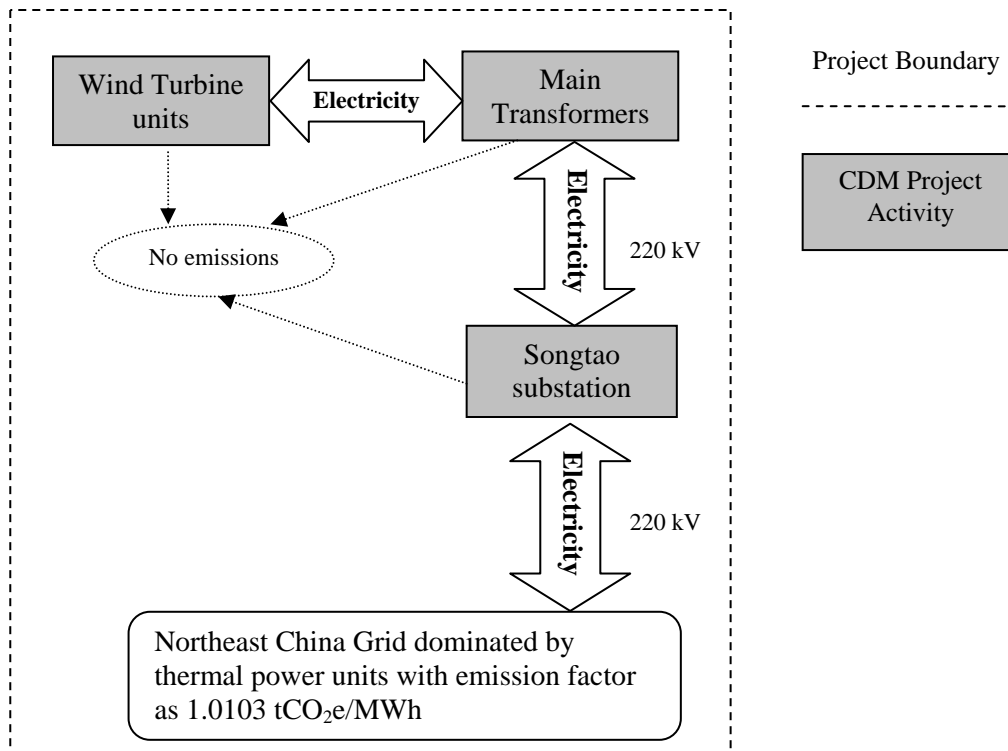 Wind Turbine
units
Electricity
Main
Transformers
Project Boundary
CDM Project
Activity
No emissions
Electricity
220 kV
Songtao
substation
Electricity
220 kV
Northeast China Grid dominated by
thermal power units with emission factor
as 1.0103 tCO₂e/MWh